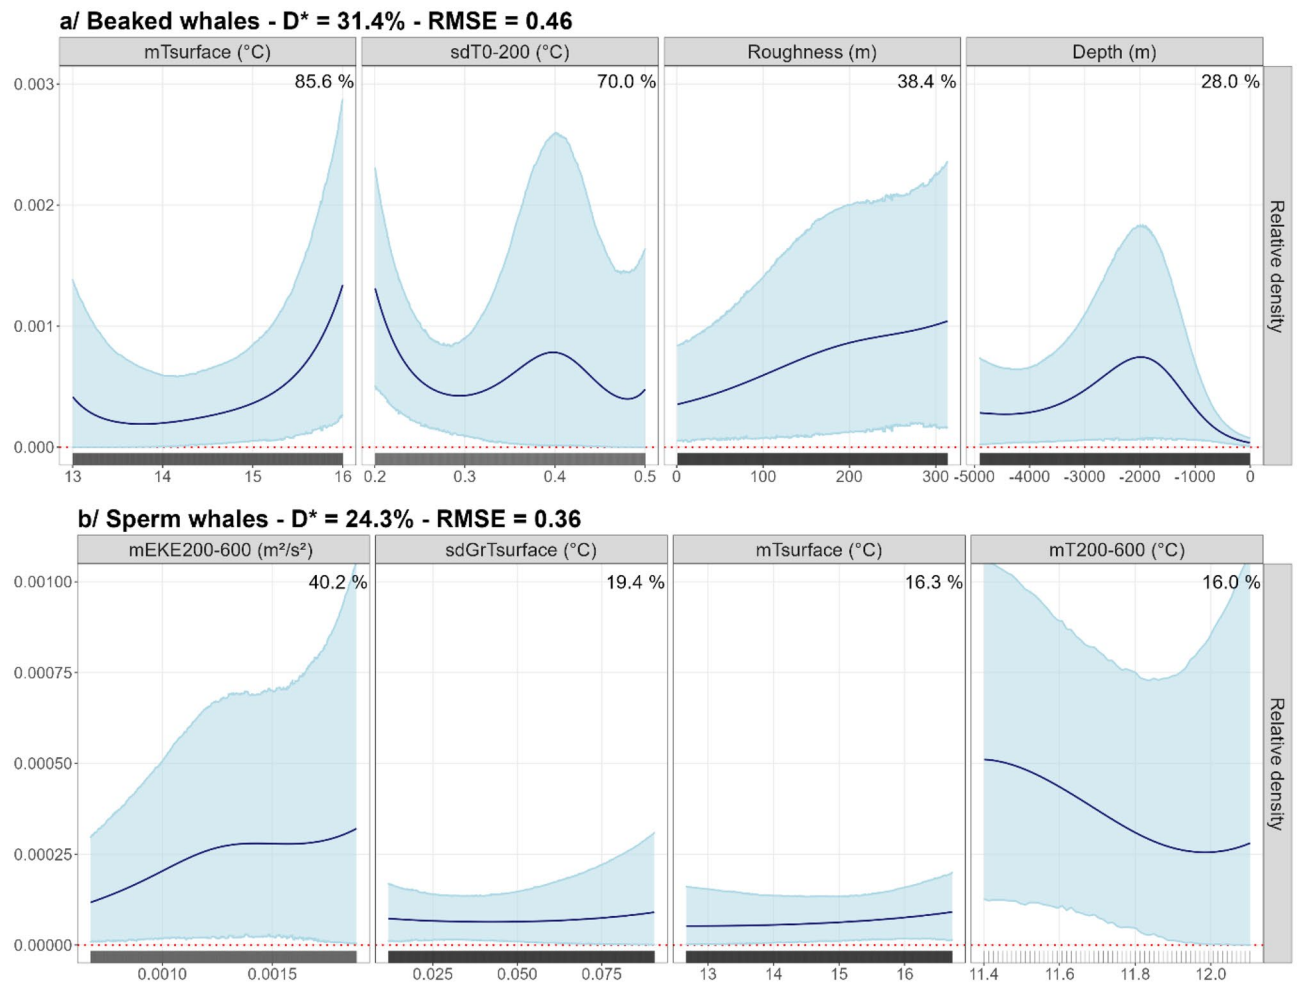 a/ Beaked whales - D* = 31.4% - RMSE = 0.46
mTsurface (°C) sdT0-200 (°C) Roughness (m) Depth (m)
85.6 % 70.0 % 38.4 % 28.0 %
0.003
0.002
0.001
0.000
Relative density
13 14 15 16 0.2 0.3 0.4 0.5 0 100 200 300 -5000 -4000 -3000 -2000 -1000 0
b/ Sperm whales - D* = 24.3% - RMSE = 0.36
mEKE200-600 (m²/s²) sdGrTsurface (°C) mTsurface (°C) mT200-600 (°C)
40.2 % 19.4 % 16.3 % 16.0 %
0.00100
0.00075
0.00050
0.00025
0.00000
Relative density
0.0010 0.0015 0.025 0.050 0.075 13 14 15 16 11.4 11.6 11.8 12.0